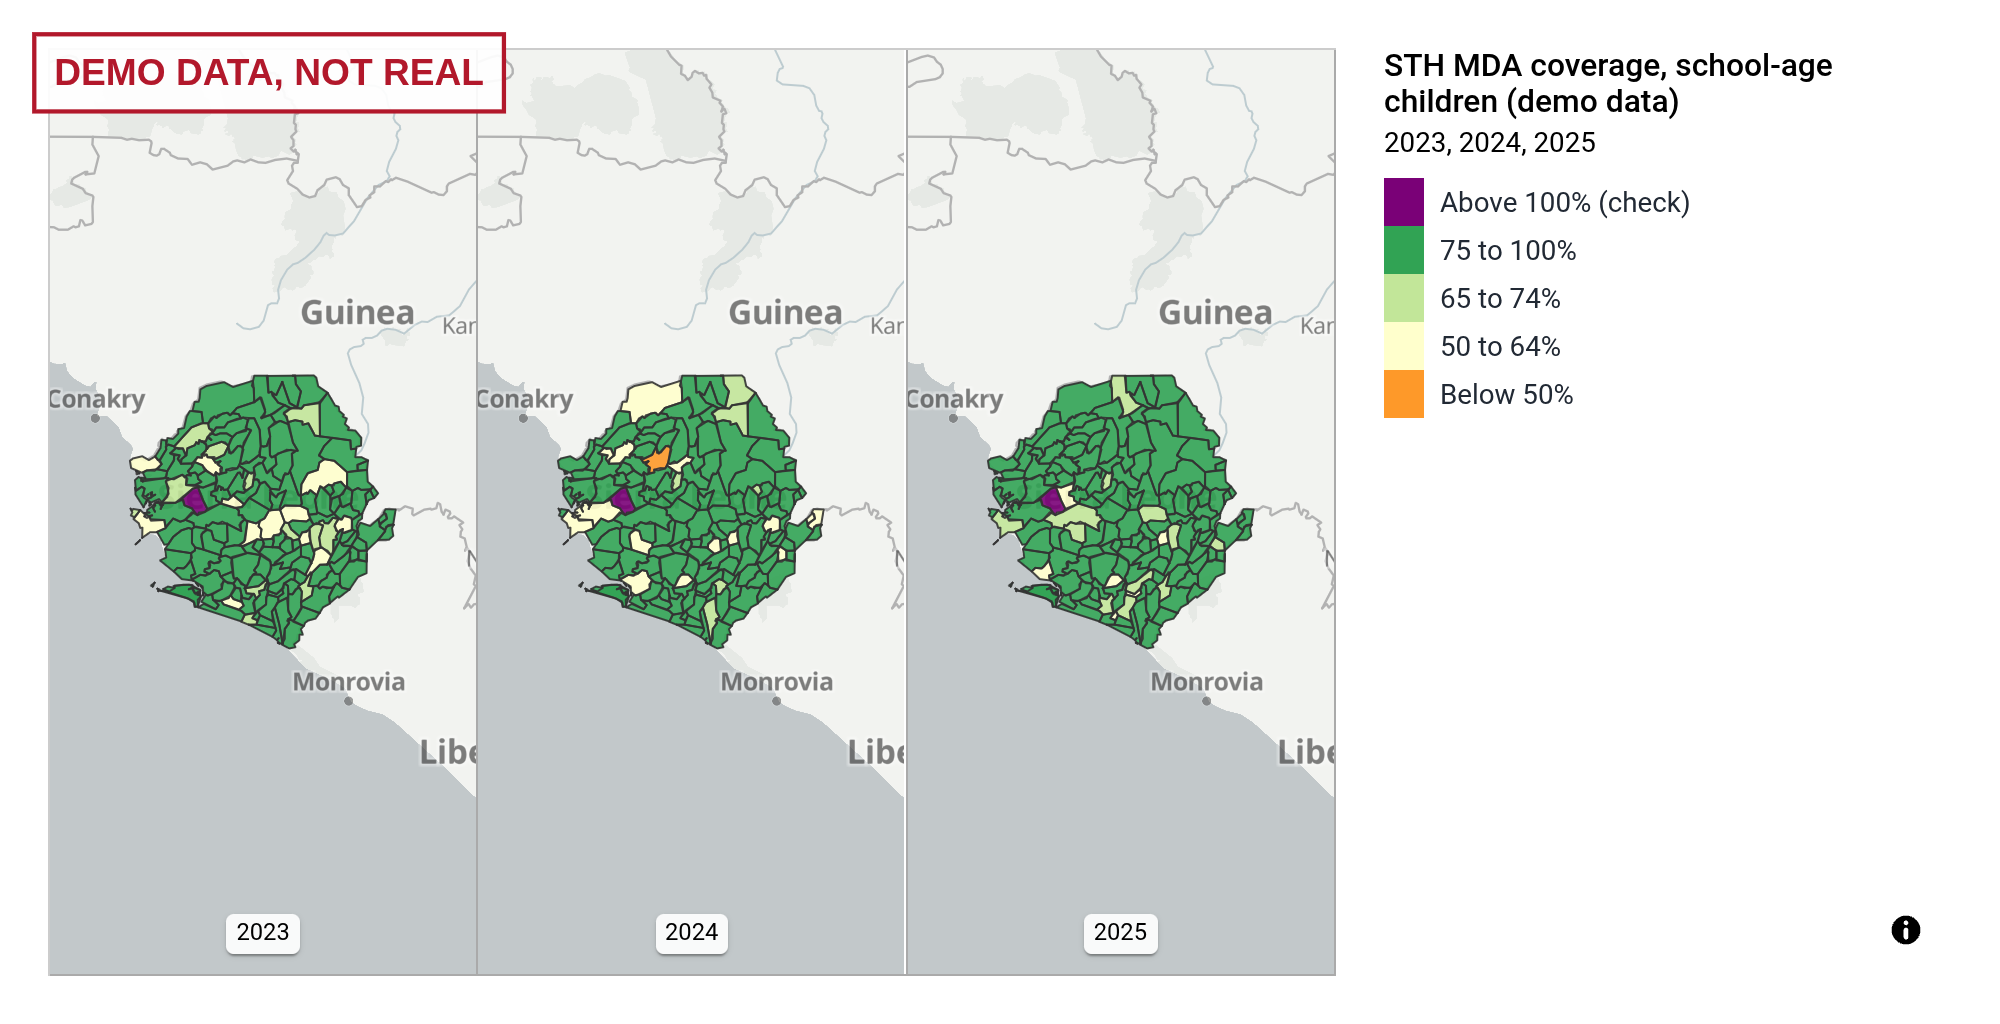 DEMO DATA, NOT REAL
STH MDA coverage, school-age
children (demo data)
2023, 2024, 2025
Above 100% (check)
75 to 100%
65 to 74%
50 to 64%
Below 50%
Guinea
Kar
Conakry
Monrovia
Libe
2023
Guinea
Kar
Conakry
Monrovia
Libe
2024
Guinea
Kar
Conakry
Monrovia
Libe
2025